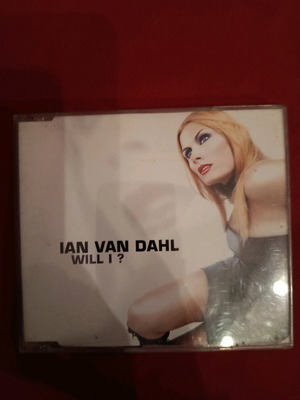 IAN VAN DAHL
WILL I ?